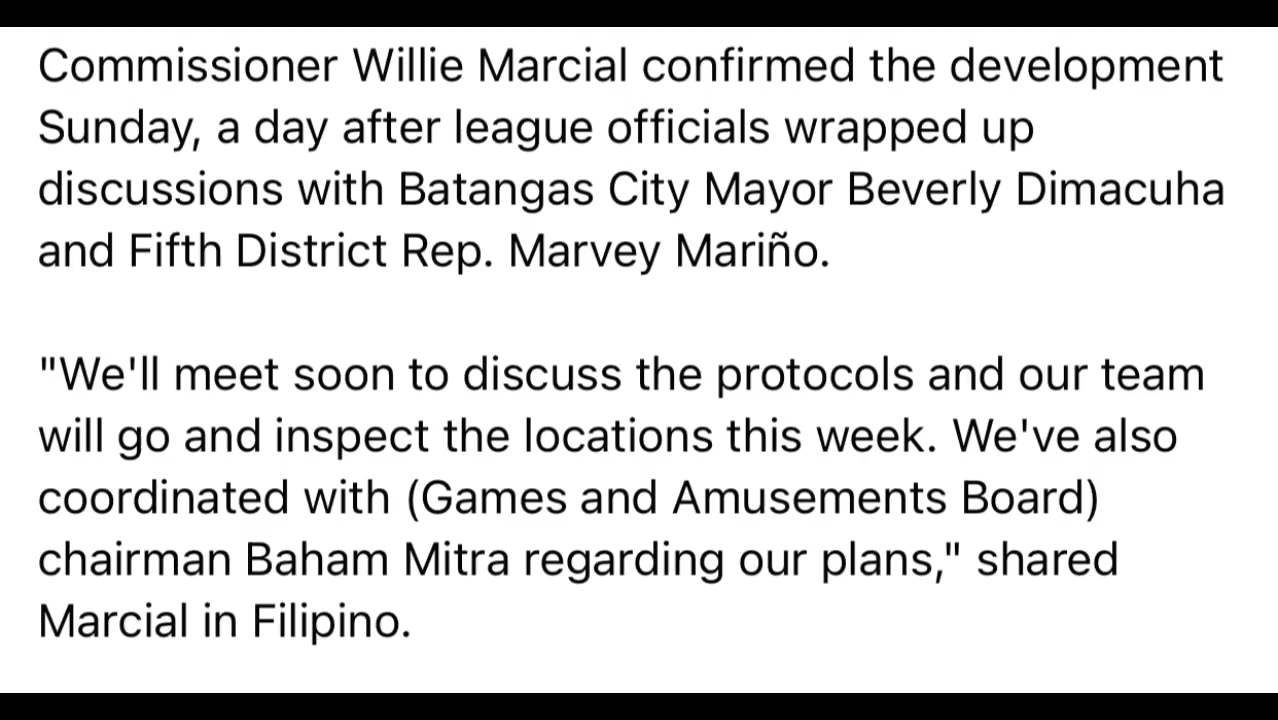 Commissioner Willie Marcial confirmed the development
Sunday, a day after league officials wrapped up
discussions with Batangas City Mayor Beverly Dimacuha
and Fifth District Rep. Marvey Mariño.
"We'll meet soon to discuss the protocols and our team
will go and inspect the locations this week. We've also
coordinated with (Games and Amusements Board)
chairman Baham Mitra regarding our plans," shared
Marcial in Filipino.